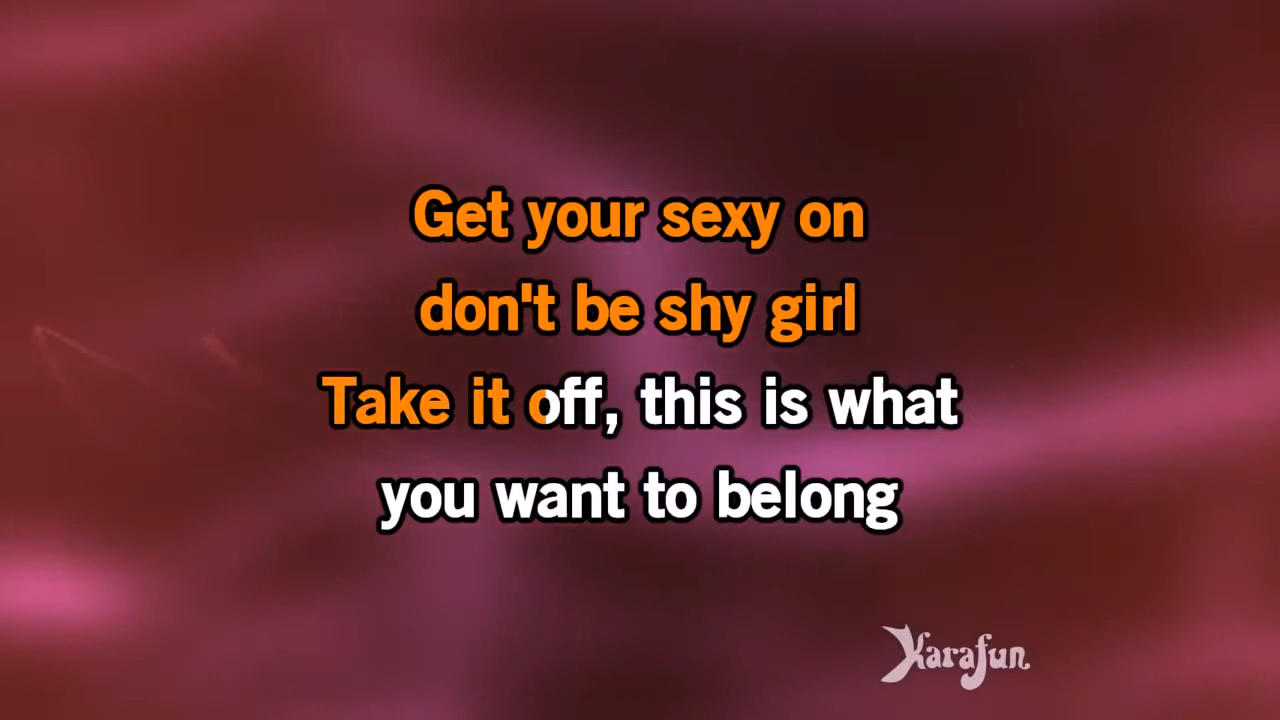 Get your sexy on
don't be shy girl
Take it off, this is what
you want to belong
Karafun